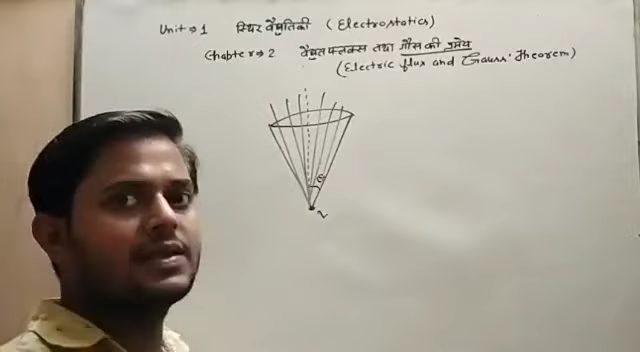 Unit⇒1 स्थिर वैद्युतिकी (Electrostatics)
Chapter⇒2 वैद्युत फ्लक्स तथा गौस की प्रमेय
(Electric flux and Gauss' Theorem)
θ
q